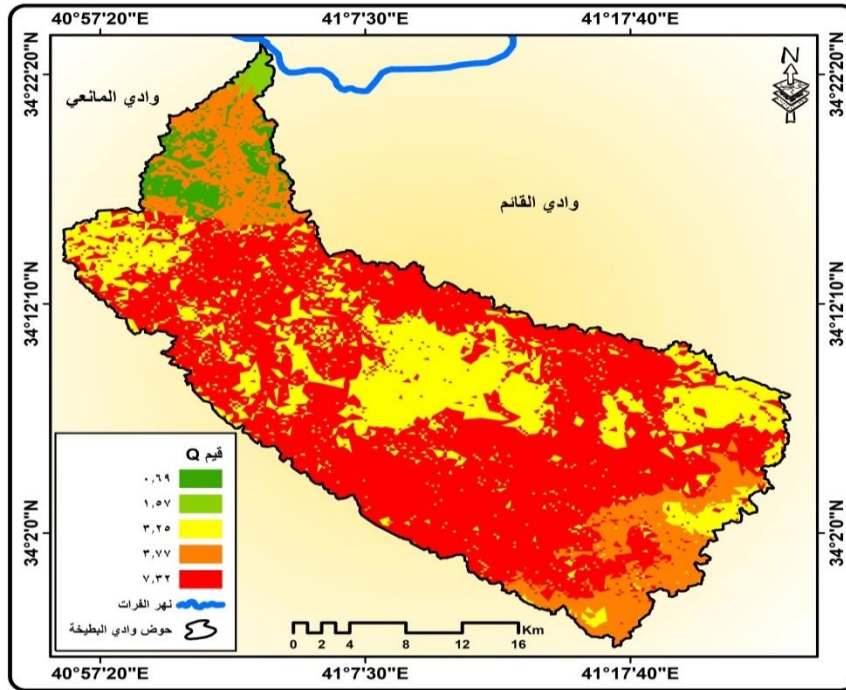 40°57'20"E 41°7'30"E 41°17'40"E
34°22'20"N 34°22'20"N
N
وادي المانعي
وادي القائم
34°12'10"N 34°12'10"N
قيم Q
٠,٦٩
١,٥٧
٣,٢٥
٣,٧٧
٧,٣٢
نهر الفرات
حوض وادي البطيخة
34°2'0"N 34°2'0"N
Km
0 2 4 8 12 16
40°57'20"E 41°7'30"E 41°17'40"E